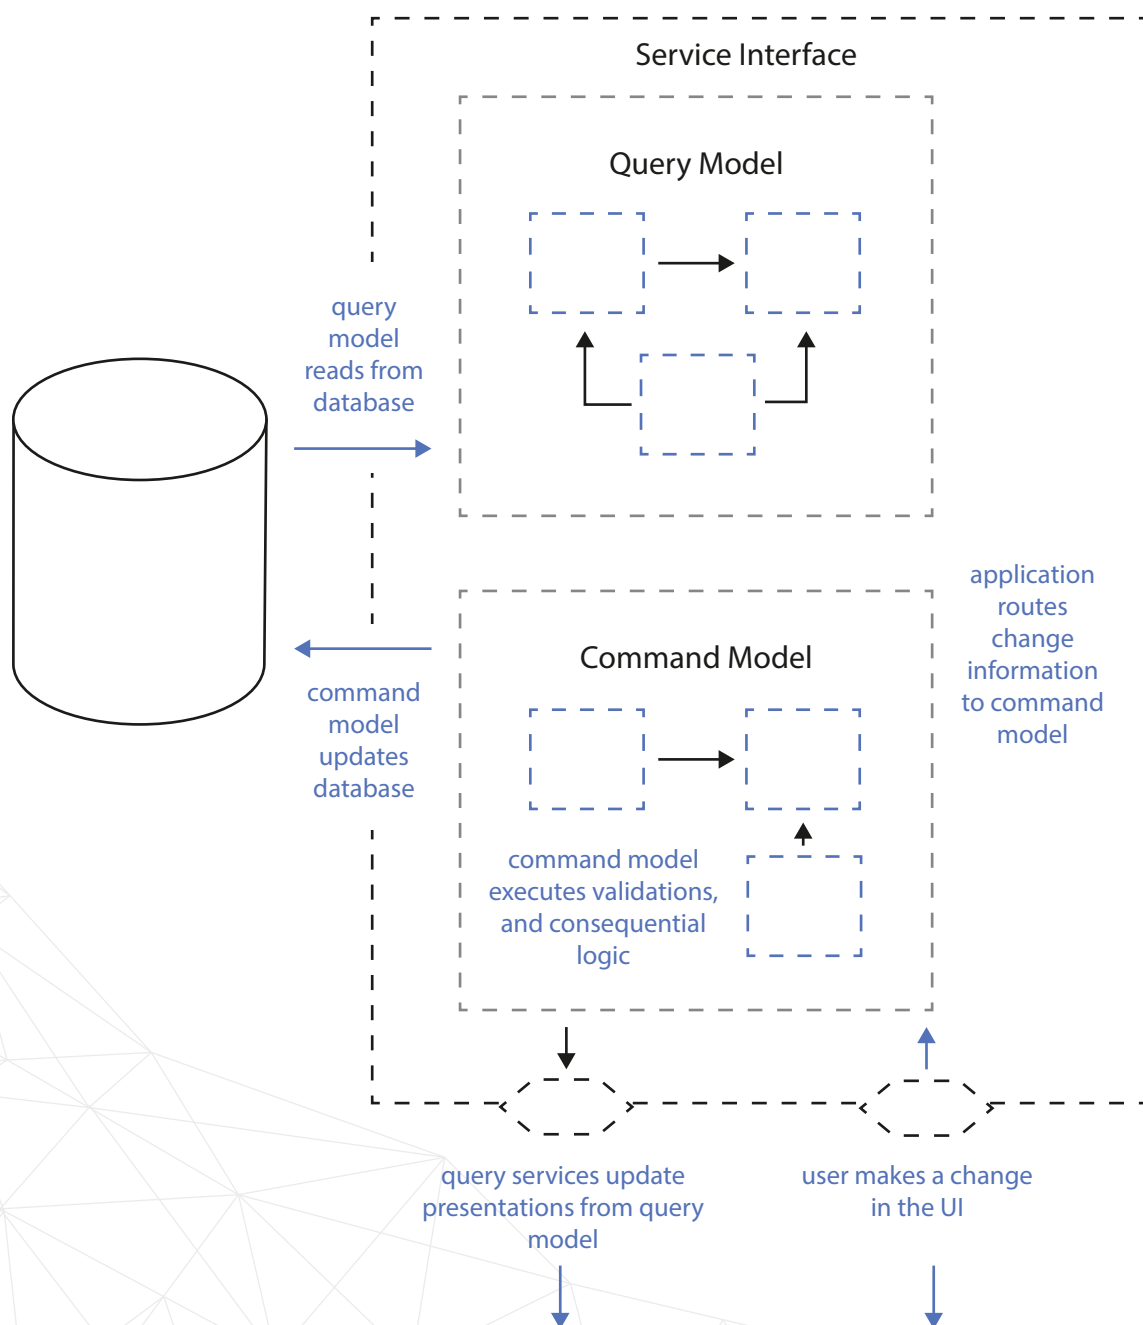 Service Interface
Query Model
query
model
reads from
database
application
routes
change
information
to command
model
Command Model
command
model
updates
database
command model
executes validations,
and consequential
logic
query services update
presentations from query
model
user makes a change
in the UI